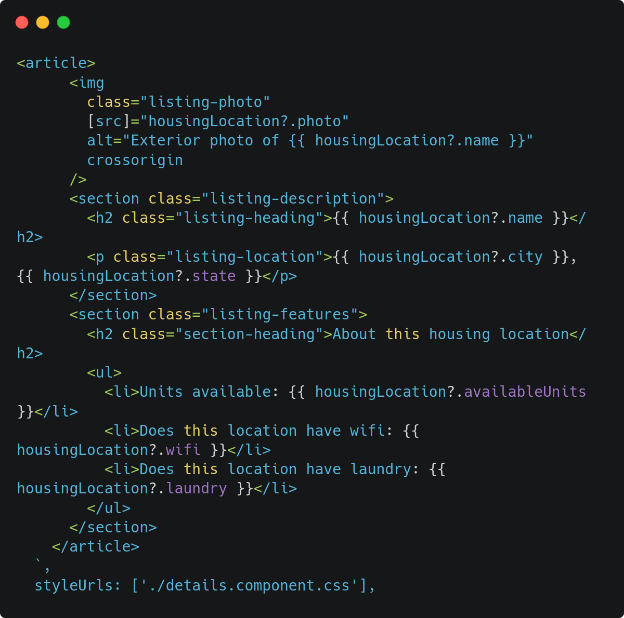 <article>
<img
class="listing-photo"
[src]="housingLocation?.photo"
alt="Exterior photo of {{ housingLocation?.name }}"
crossorigin
/>
<section class="listing-description">
<h2 class="listing-heading">{{ housingLocation?.name }}</
h2>
<p class="listing-location">{{ housingLocation?.city }},
{{ housingLocation?.state }}</p>
</section>
<section class="listing-features">
<h2 class="section-heading">About this housing location</
h2>
<ul>
<li>Units available: {{ housingLocation?.availableUnits
}}</li>
<li>Does this location have wifi: {{
housingLocation?.wifi }}</li>
<li>Does this location have laundry: {{
housingLocation?.laundry }}</li>
</ul>
</section>
</article>
`,
styleUrls: ['./details.component.css'],